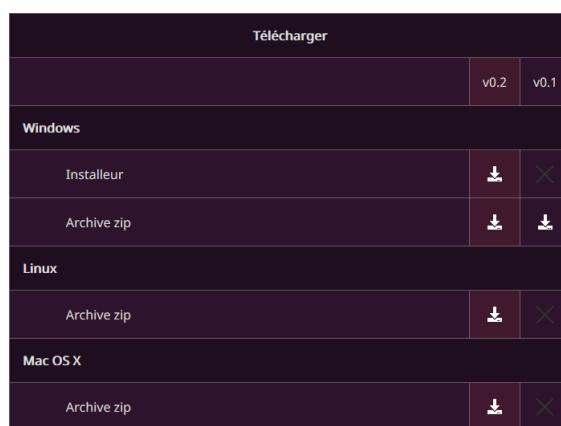 Télécharger
v0.2 v0.1
Windows
Installeur
Archive zip
Linux
Archive zip
Mac OS X
Archive zip